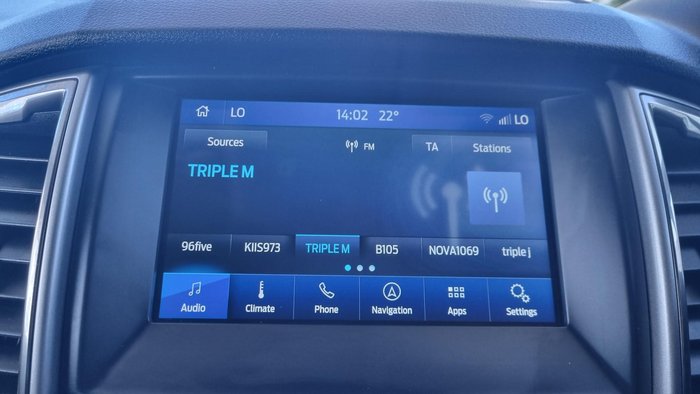 LO 14:02 22° LO
Sources FM TA Stations
TRIPLE M
96five KIIS973 TRIPLE M B105 NOVA1069 triple j
Audio Climate Phone Navigation Apps Settings